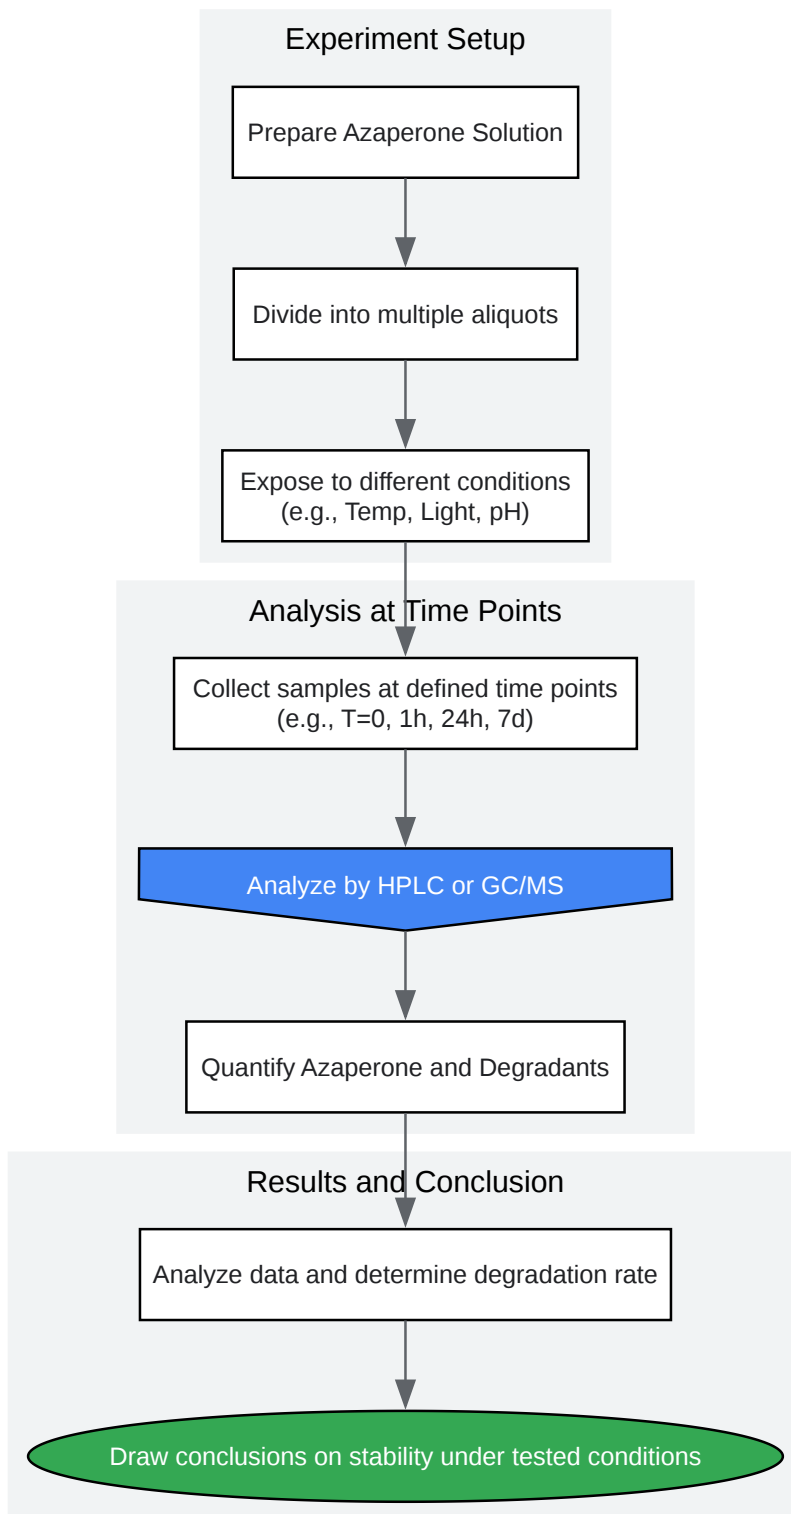 Experiment Setup
Prepare Azaperone Solution
Divide into multiple aliquots
Expose to different conditions
(e.g., Temp, Light, pH)
Analysis at Time Points
Collect samples at defined time points
(e.g., T=0, 1h, 24h, 7d)
Analyze by HPLC or GC/MS
Quantify Azaperone and Degradants
Results and Conclusion
Analyze data and determine degradation rate
Draw conclusions on stability under tested conditions